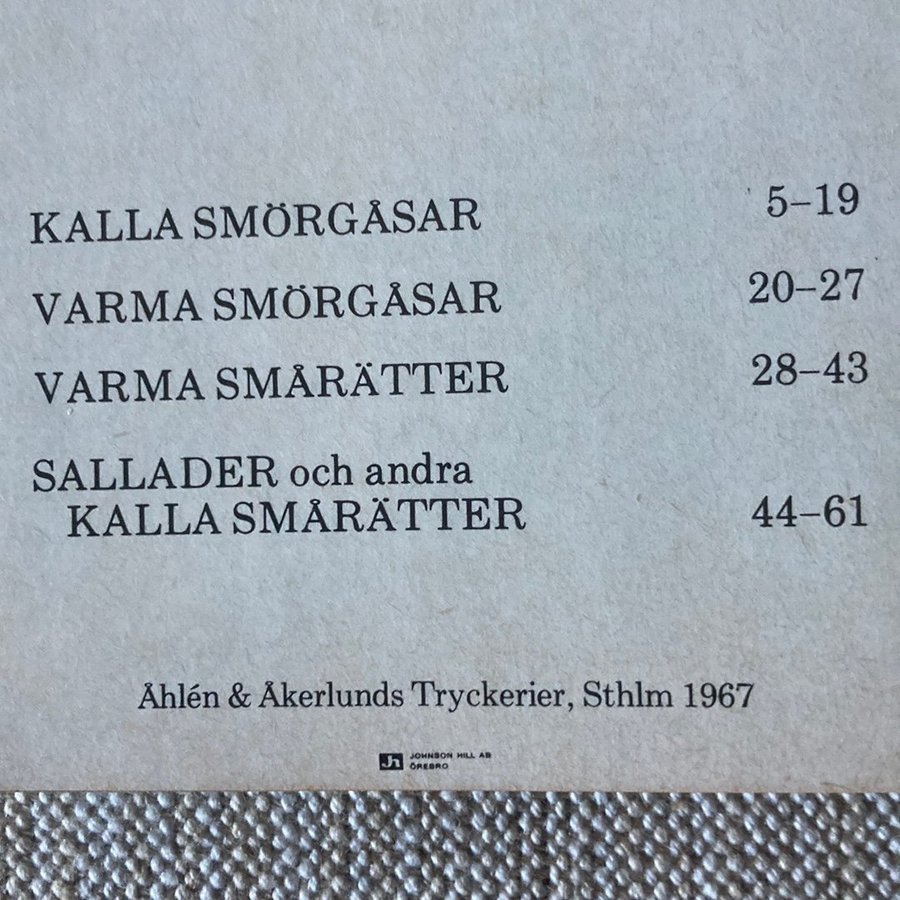 KALLA SMÖRGÅSAR 5–19
VARMA SMÖRGÅSAR 20–27
VARMA SMÅRÄTTER 28–43
SALLADER och andra
KALLA SMÅRÄTTER 44–61
Åhlén & Åkerlunds Tryckerier, Sthlm 1967
Jh JOHNSON HILL AB
ÖREBRO